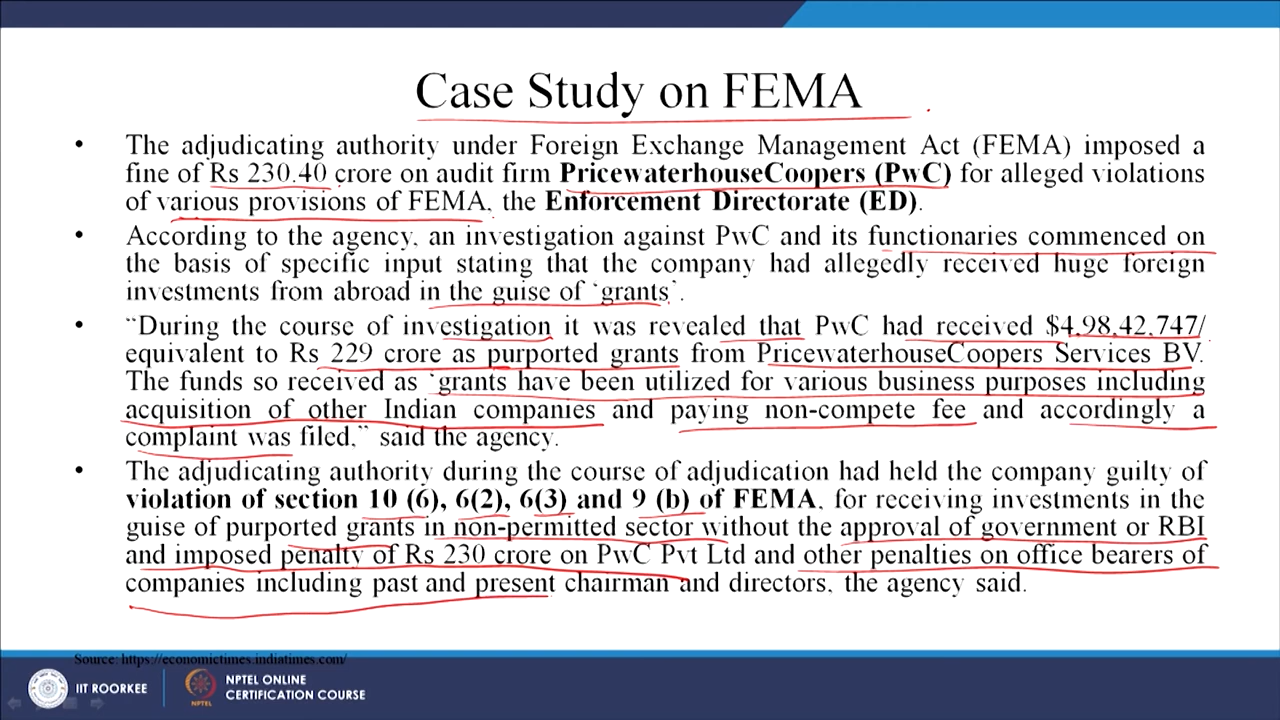 Case Study on FEMA
• The adjudicating authority under Foreign Exchange Management Act (FEMA) imposed a
fine of Rs 230.40 crore on audit firm PricewaterhouseCoopers (PwC) for alleged violations
of various provisions of FEMA, the Enforcement Directorate (ED).
• According to the agency, an investigation against PwC and its functionaries commenced on
the basis of specific input stating that the company had allegedly received huge foreign
investments from abroad in the guise of ‘grants’.
• “During the course of investigation it was revealed that PwC had received $4,98,42,747/
equivalent to Rs 229 crore as purported grants from PricewaterhouseCoopers Services BV.
The funds so received as ‘grants have been utilized for various business purposes including
acquisition of other Indian companies and paying non-compete fee and accordingly a
complaint was filed,” said the agency.
• The adjudicating authority during the course of adjudication had held the company guilty of
violation of section 10 (6), 6(2), 6(3) and 9 (b) of FEMA, for receiving investments in the
guise of purported grants in non-permitted sector without the approval of government or RBI
and imposed penalty of Rs 230 crore on PwC Pvt Ltd and other penalties on office bearers of
companies including past and present chairman and directors, the agency said.
Source: https://economictimes.indiatimes.com/
IIT ROORKEE
NPTEL
NPTEL ONLINE
CERTIFICATION COURSE